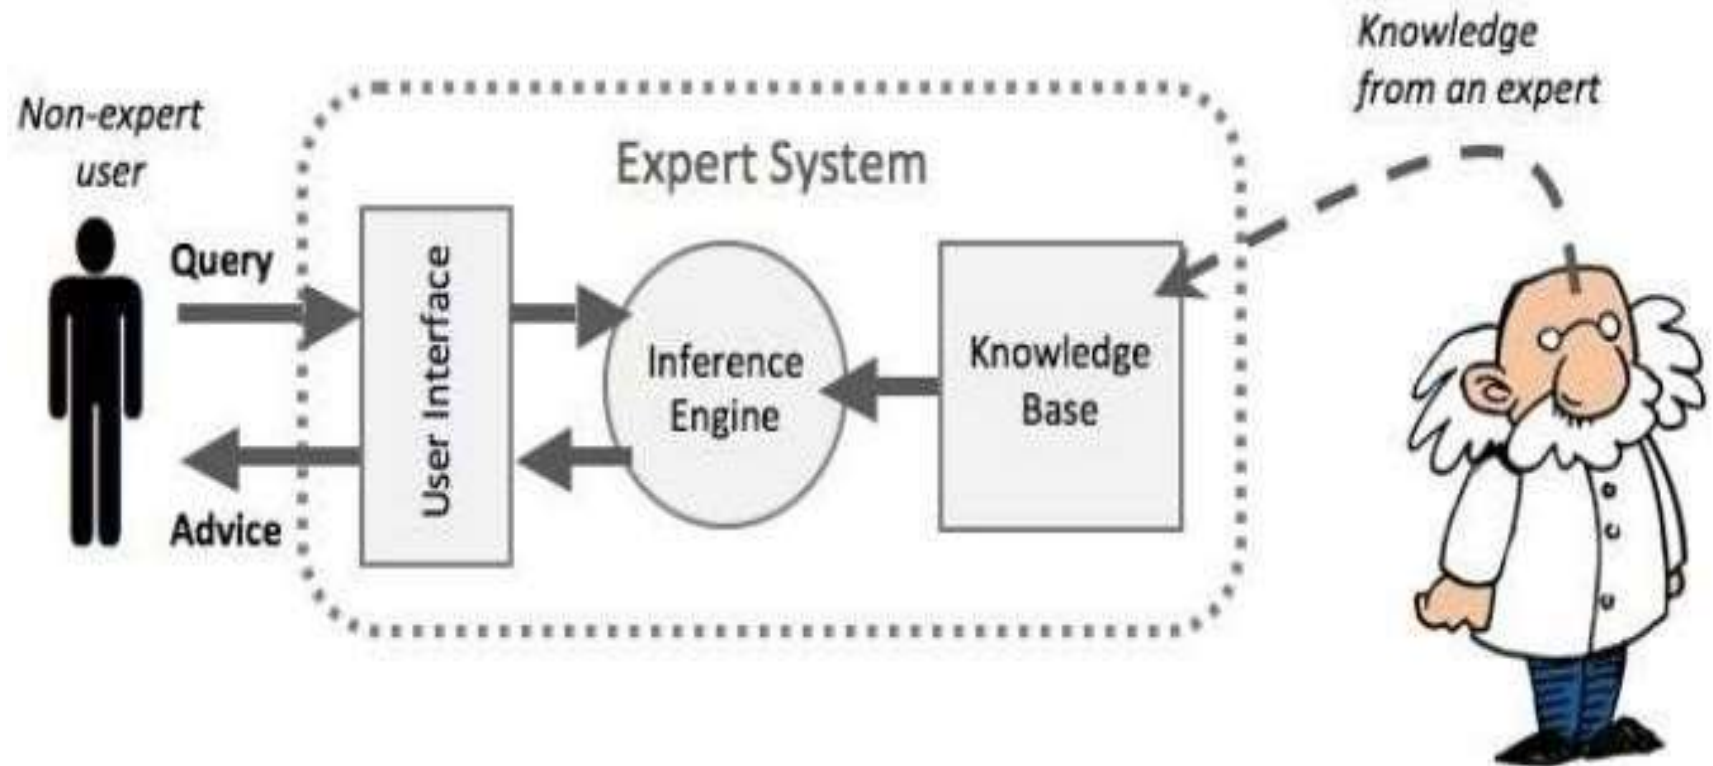 Knowledge
from an expert
Non-expert
user
Expert System
Query
Advice
User Interface
Inference
Engine
Knowledge
Base